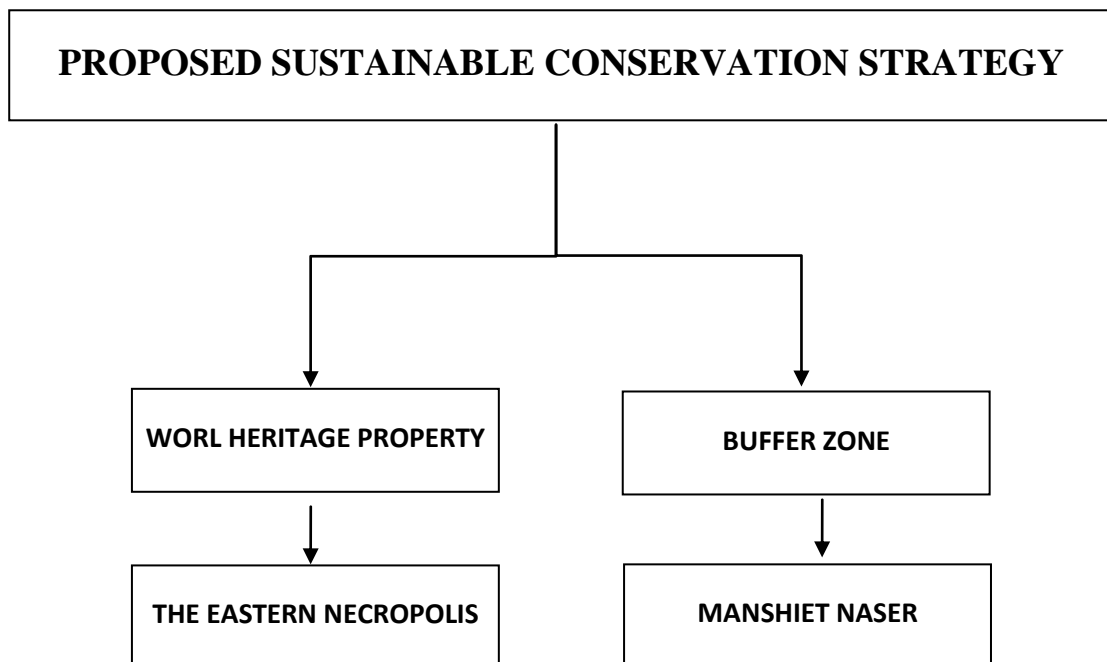 PROPOSED SUSTAINABLE CONSERVATION STRATEGY
WORL HERITAGE PROPERTY
BUFFER ZONE
THE EASTERN NECROPOLIS
MANSHIET NASER